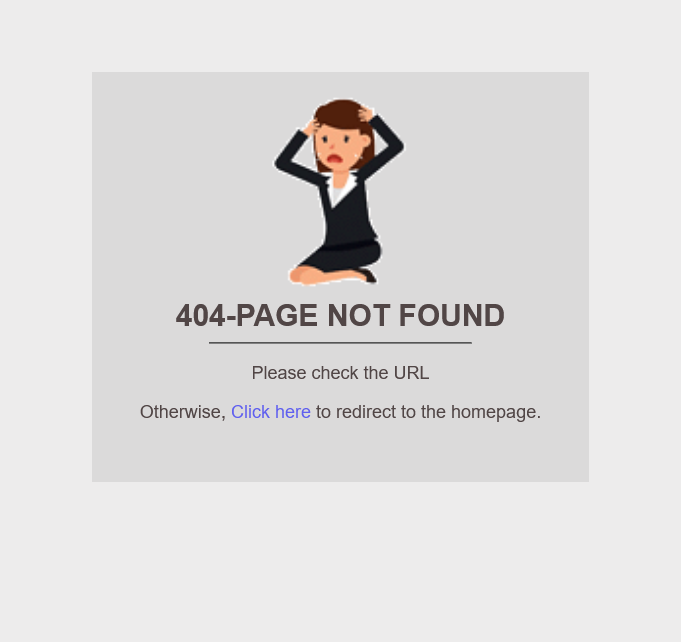 404-PAGE NOT FOUND
Please check the URL
Otherwise, Click here to redirect to the homepage.